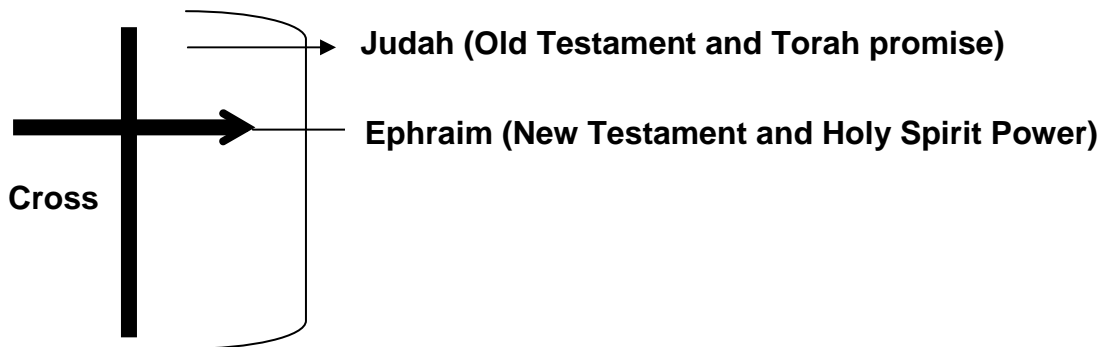 Judah (Old Testament and Torah promise)
Ephraim (New Testament and Holy Spirit Power)
Cross